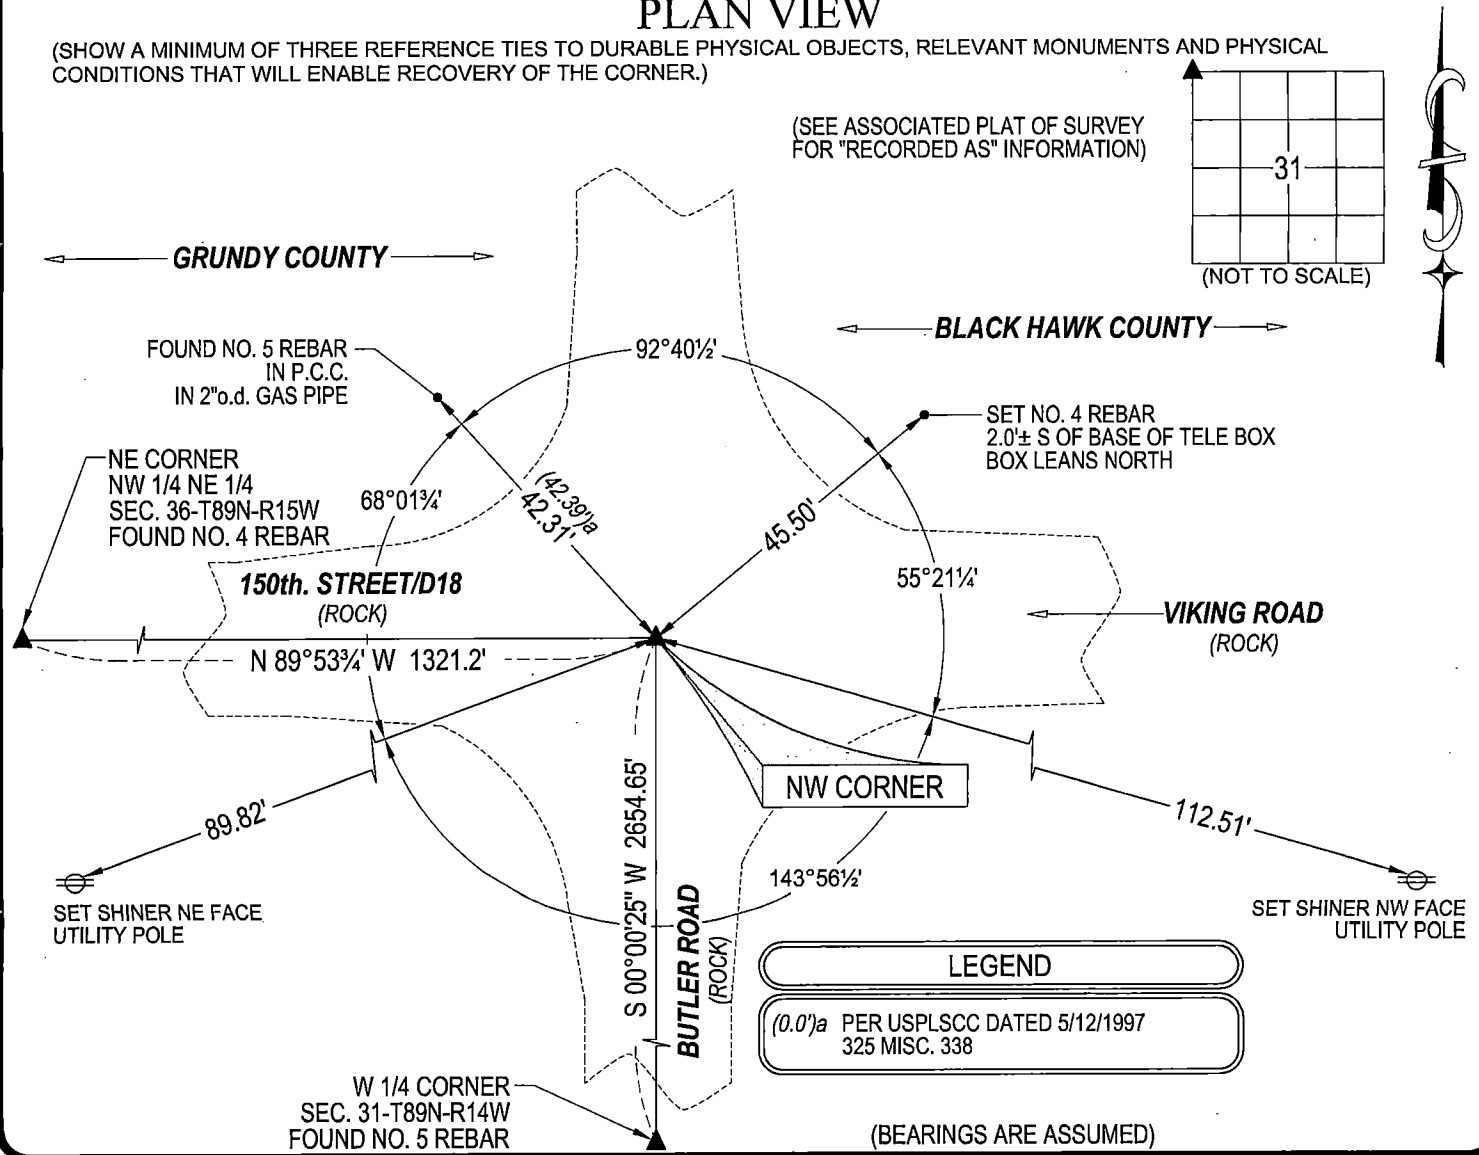 PLAN VIEW
(SHOW A MINIMUM OF THREE REFERENCE TIES TO DURABLE PHYSICAL OBJECTS, RELEVANT MONUMENTS AND PHYSICAL
CONDITIONS THAT WILL ENABLE RECOVERY OF THE CORNER.)
(SEE ASSOCIATED PLAT OF SURVEY
FOR "RECORDED AS" INFORMATION)
31
(NOT TO SCALE)
GRUNDY COUNTY
BLACK HAWK COUNTY
FOUND NO. 5 REBAR
IN P.C.C.
IN 2"o.d. GAS PIPE
92°40½'
SET NO. 4 REBAR
2.0'± S OF BASE OF TELE BOX
BOX LEANS NORTH
NE CORNER
NW 1/4 NE 1/4
SEC. 36-T89N-R15W
FOUND NO. 4 REBAR
68°01¾'
(42.39')a
42.31'
45.50'
55°21¼'
150th. STREET/D18
(ROCK)
VIKING ROAD
(ROCK)
N 89°53¾' W 1321.2'
NW CORNER
89.82'
112.51'
S 00°00'25" W 2654.65'
143°56½'
SET SHINER NE FACE
UTILITY POLE
SET SHINER NW FACE
UTILITY POLE
BUTLER ROAD
(ROCK)
LEGEND
(0.0')a PER USPLSCC DATED 5/12/1997
325 MISC. 338
W 1/4 CORNER
SEC. 31-T89N-R14W
FOUND NO. 5 REBAR
(BEARINGS ARE ASSUMED)